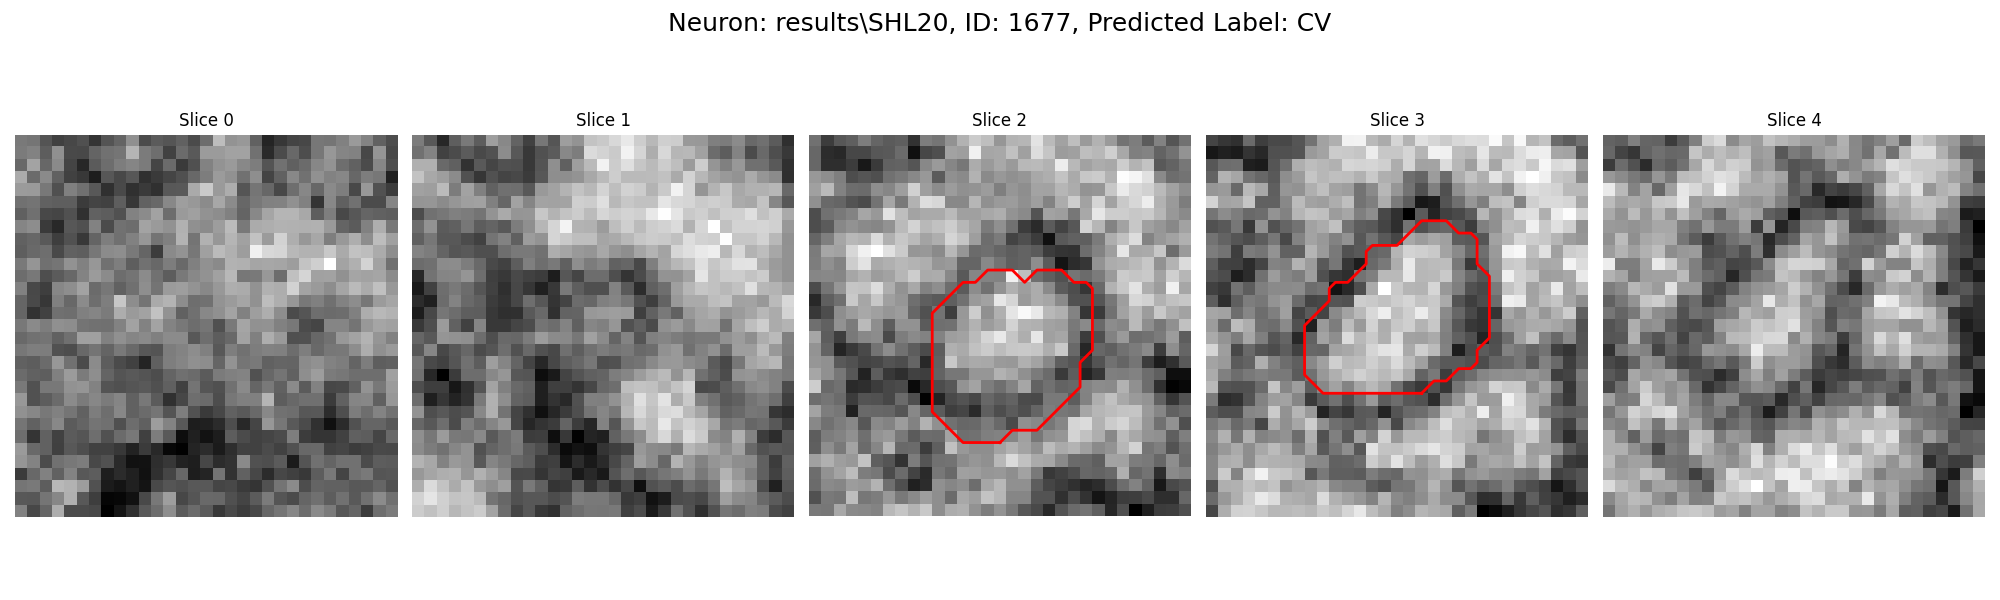 Neuron: results\SHL20, ID: 1677, Predicted Label: CV
Slice 0
Slice 1
Slice 2
Slice 3
Slice 4